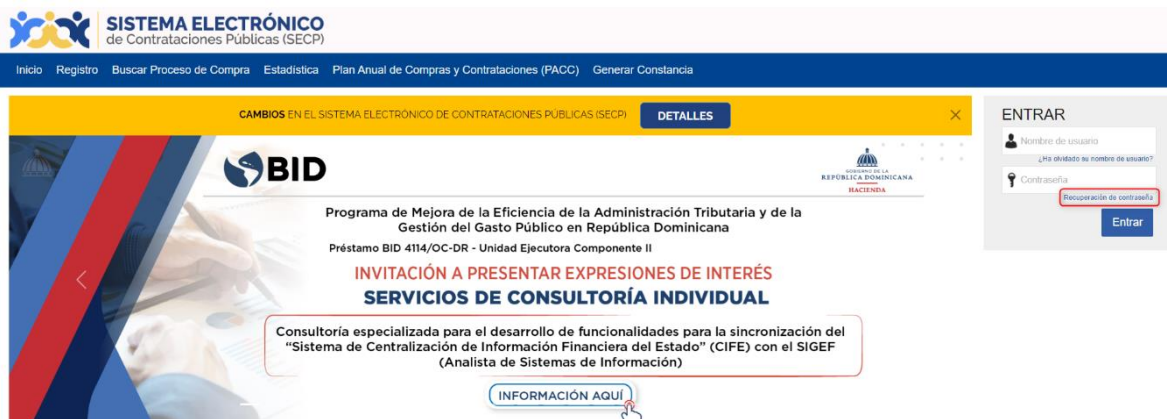 SISTEMA ELECTRÓNICO
de Contrataciones Públicas (SECP)
Inicio Registro Buscar Proceso de Compra Estadística Plan Anual de Compras y Contrataciones (PACC) Generar Constancia
CAMBIOS EN EL SISTEMA ELECTRÓNICO DE CONTRATACIONES PÚBLICAS (SECP) DETALLES
BID
GOBIERNO DE LA
REPÚBLICA DOMINICANA
HACIENDA
Programa de Mejora de la Eficiencia de la Administración Tributaria y de la
Gestión del Gasto Público en República Dominicana
Préstamo BID 4114/OC-DR - Unidad Ejecutora Componente II
INVITACIÓN A PRESENTAR EXPRESIONES DE INTERÉS
SERVICIOS DE CONSULTORÍA INDIVIDUAL
Consultoría especializada para el desarrollo de funcionalidades para la sincronización del
“Sistema de Centralización de Información Financiera del Estado” (CIFE) con el SIGEF
(Analista de Sistemas de Información)
INFORMACIÓN AQUÍ
ENTRAR
Nombre de usuario
¿Ha olvidado su nombre de usuario?
Contraseña
Recuperación de contraseña
Entrar